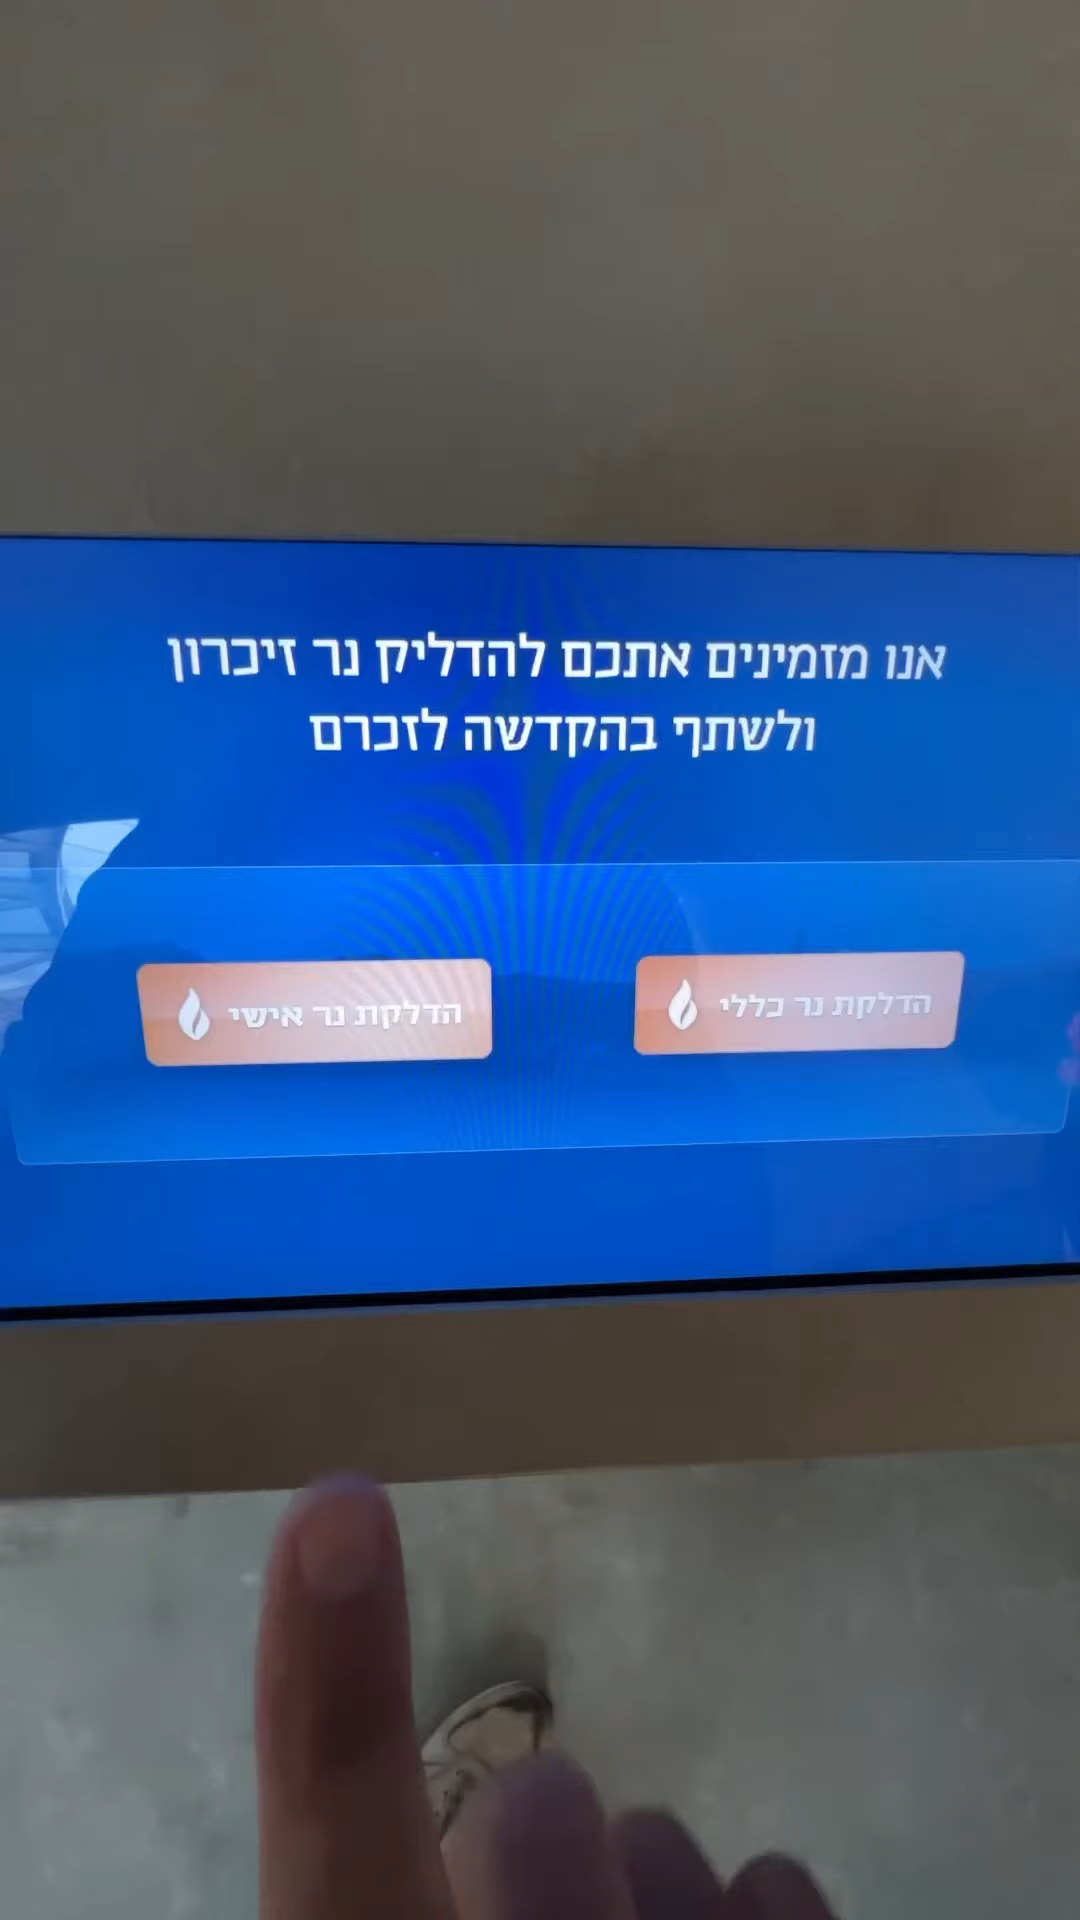 אנו מזמינים אתכם להדליק נר זיכרון
ולשתף בהקדשה לזכרם
הדלקת נר כללי
הדלקת נר אישי